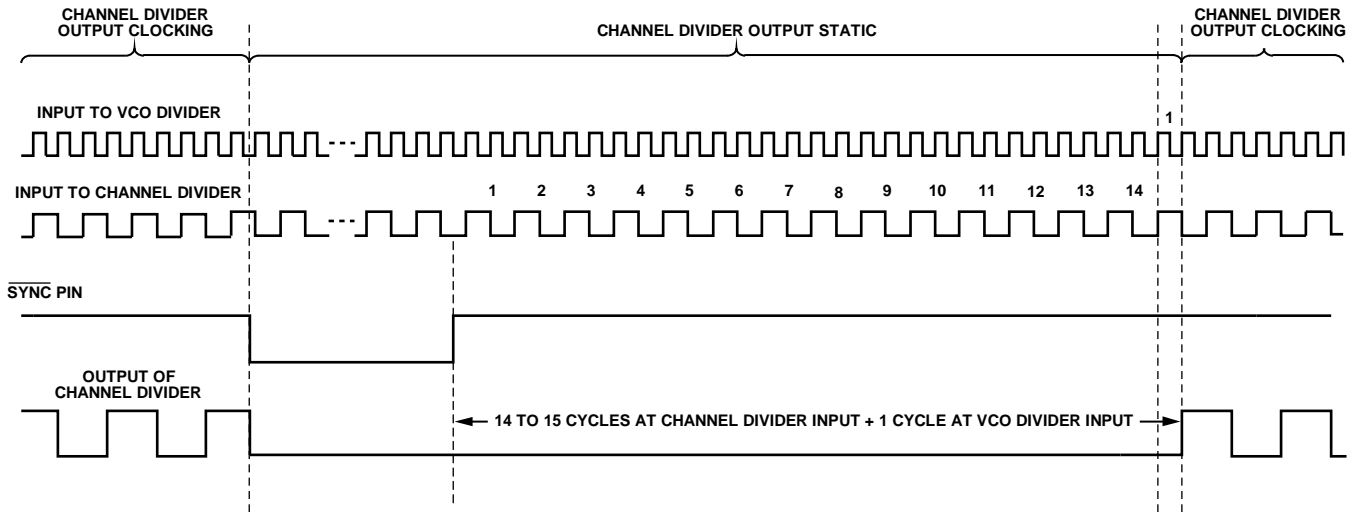 CHANNEL DIVIDER
OUTPUT CLOCKING
CHANNEL DIVIDER OUTPUT STATIC
CHANNEL DIVIDER
OUTPUT CLOCKING
INPUT TO VCO DIVIDER
1
INPUT TO CHANNEL DIVIDER
1 2 3 4 5 6 7 8 9 10 11 12 13 14
SYNC PIN
OUTPUT OF
CHANNEL DIVIDER
14 TO 15 CYCLES AT CHANNEL DIVIDER INPUT + 1 CYCLE AT VCO DIVIDER INPUT